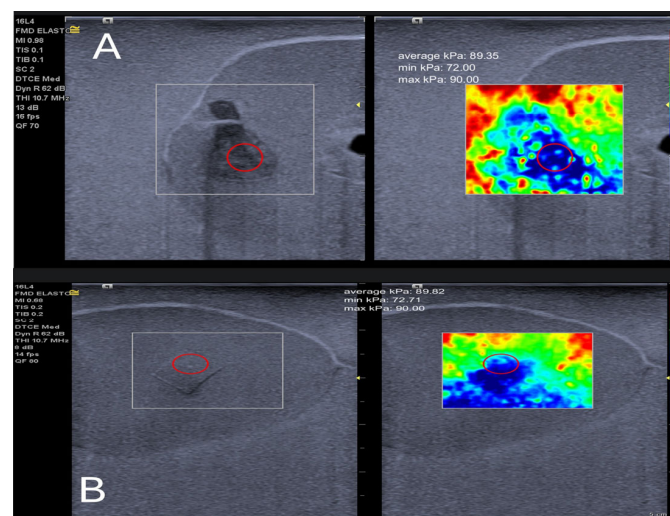 16L4
FMD ELASTO
MI 0.98
TIS 0.1
TIB 0.1
SC 2
DTCE Med
Dyn R 62 dB
THI 10.7 MHz
13 dB
16 fps
QF 70
A
average kPa: 89.35
min kPa: 72.00
max kPa: 90.00
16L4
FMD ELASTO
MI 0.68
TIS 0.2
TIB 0.2
SC 2
DTCE Med
Dyn R 62 dB
THI 10.7 MHz
8 dB
14 fps
QF 80
average kPa: 89.82
min kPa: 72.71
max kPa: 90.00
B